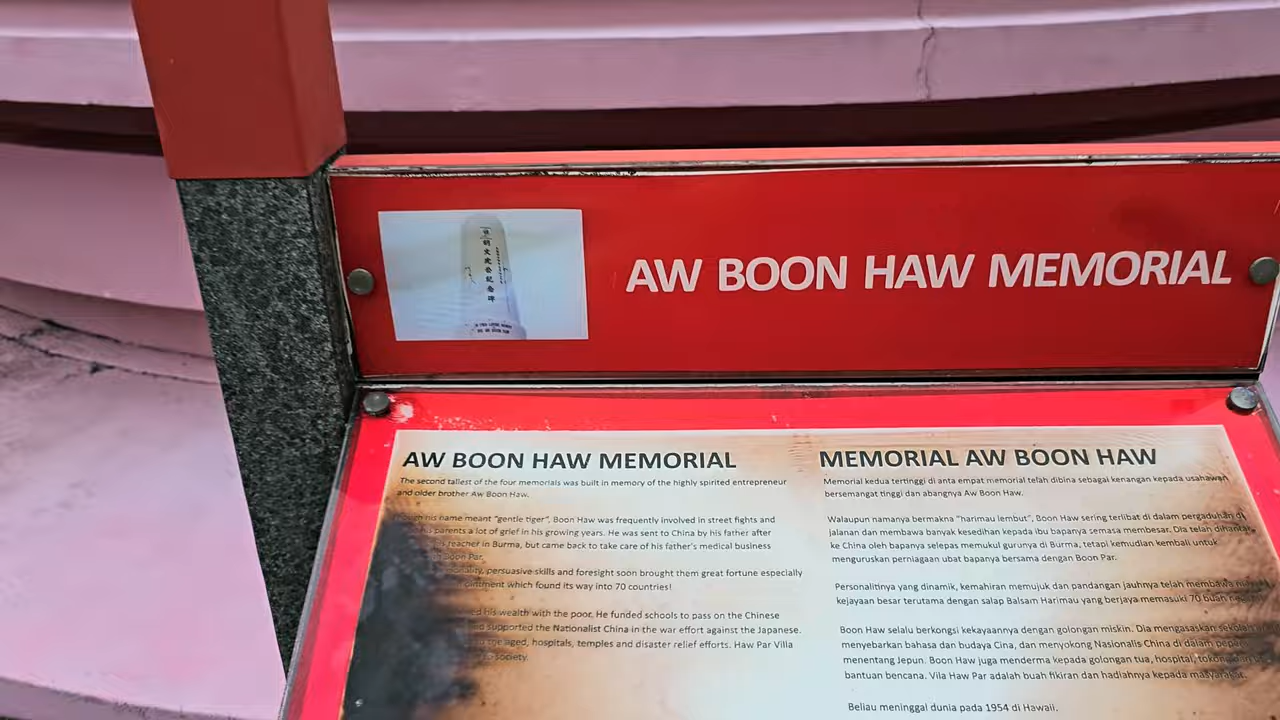 AW BOON HAW MEMORIAL
AW BOON HAW MEMORIAL
The second tallest of the four memorials was built in memory of the highly spirited entrepreneur
and older brother Aw Boon Haw.
his name meant "gentle tiger", Boon Haw was frequently involved in street fights and
his parents a lot of grief in his growing years. He was sent to China by his father after
his teacher in Burma, but came back to take care of his father's medical business
Boon Par.
persuasive skills and foresight soon brought them great fortune especially
ointment which found its way into 70 countries!
his wealth with the poor. He funded schools to pass on the Chinese
supported the Nationalist China in the war effort against the Japanese.
aged, hospitals, temples and disaster relief efforts. Haw Par Villa
society.
MEMORIAL AW BOON HAW
Memorial kedua tertinggi di anta empat memorial telah dibina sebagai kenangan kepada usahawan
bersemangat tinggi dan abangnya Aw Boon Haw.
Walaupun namanya bermakna "harimau lembut", Boon Haw sering terlibat di dalam pergaduhan di
jalanan dan membawa banyak kesedihan kepada ibu bapanya semasa membesar. Dia telah dihantar
ke China oleh bapanya selepas memukul gurunya di Burma, tetapi kemudian kembali untuk
menguruskan perniagaan ubat bapanya bersama dengan Boon Par.
Personalitinya yang dinamik, kemahiran memujuk dan pandangan jauhnya telah membawa
kejayaan besar terutama dengan salap Balsam Harimau yang berjaya memasuki 70 buah
Boon Haw selalu berkongsi kekayaannya dengan golongan miskin. Dia mengasaskan
menyebarkan bahasa dan budaya Cina, dan menyokong Nasionalis China di dalam
menentang Jepun. Boon Haw juga menderma kepada golongan tua, hospital,
bantuan bencana. Vila Haw Par adalah buah fikiran dan hadiahnya kepada masyarakat.
Beliau meninggal dunia pada 1954 di Hawaii.